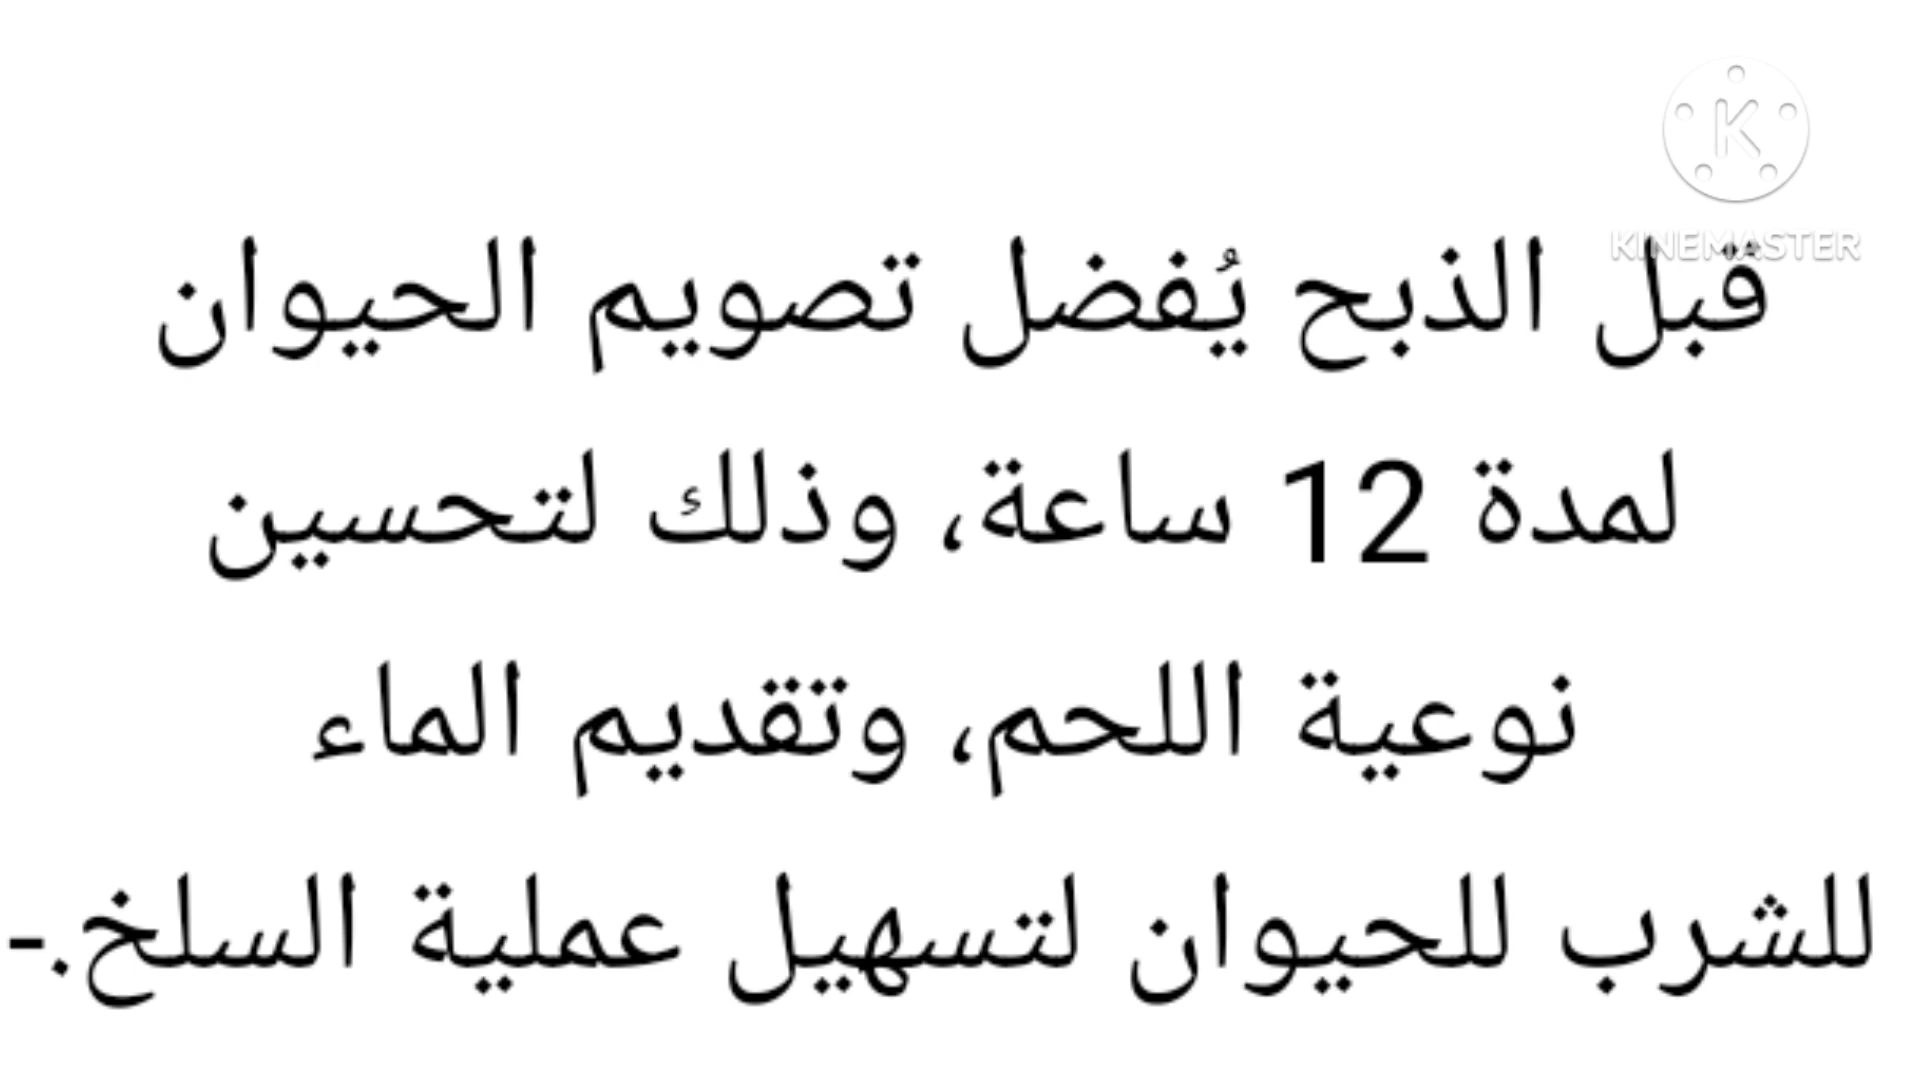 KINEMASTER
قبل الذبح يُفضل تصويم الحيوان
لمدة 12 ساعة، وذلك لتحسين
نوعية اللحم، وتقديم الماء
للشرب للحيوان لتسهيل عملية السلخ.-